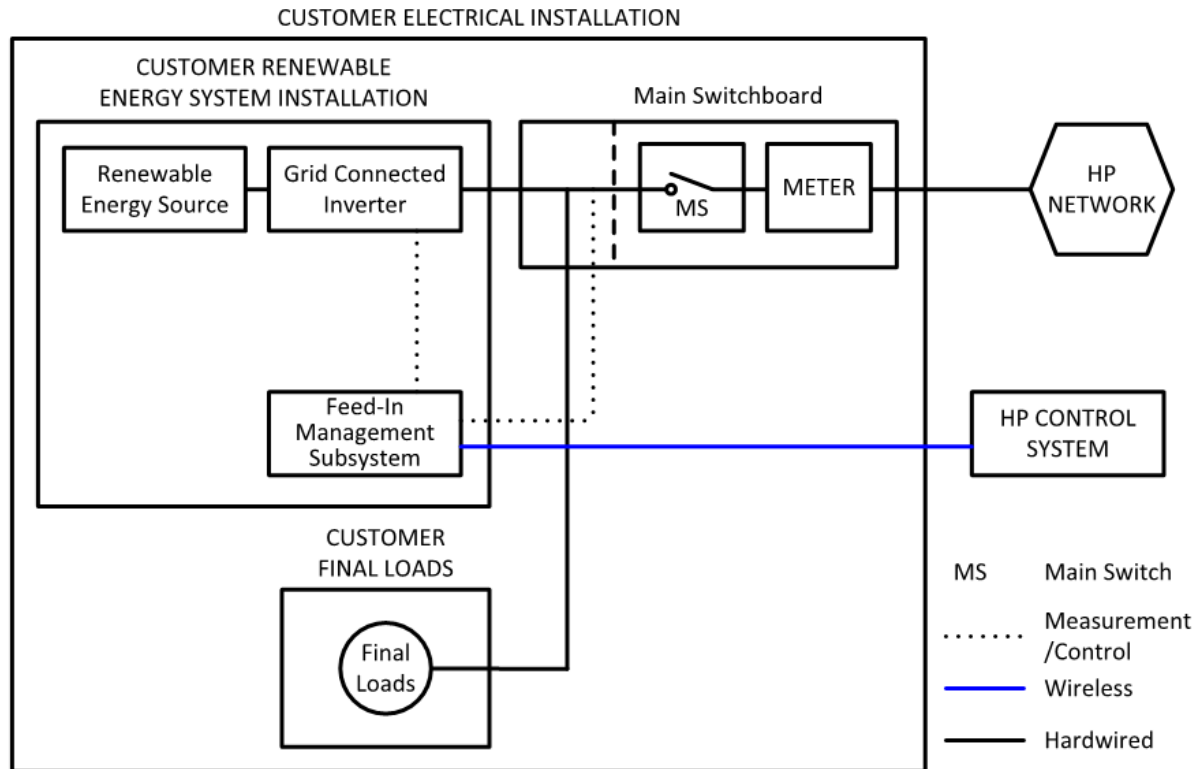 CUSTOMER ELECTRICAL INSTALLATION
CUSTOMER RENEWABLE
ENERGY SYSTEM INSTALLATION
Main Switchboard
Renewable
Energy Source
Grid Connected
Inverter
MS
METER
HP
NETWORK
Feed-In
Management
Subsystem
HP CONTROL
SYSTEM
CUSTOMER
FINAL LOADS
Final
Loads
MS Main Switch
Measurement
/Control
Wireless
Hardwired